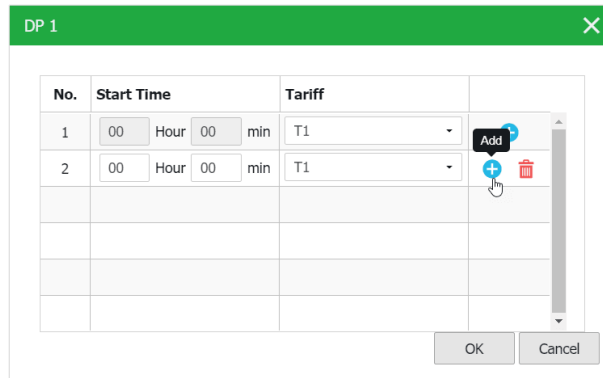 DP 1
No. Start Time Tariff
1 00 Hour 00 min T1
Add
2 00 Hour 00 min T1
OK Cancel